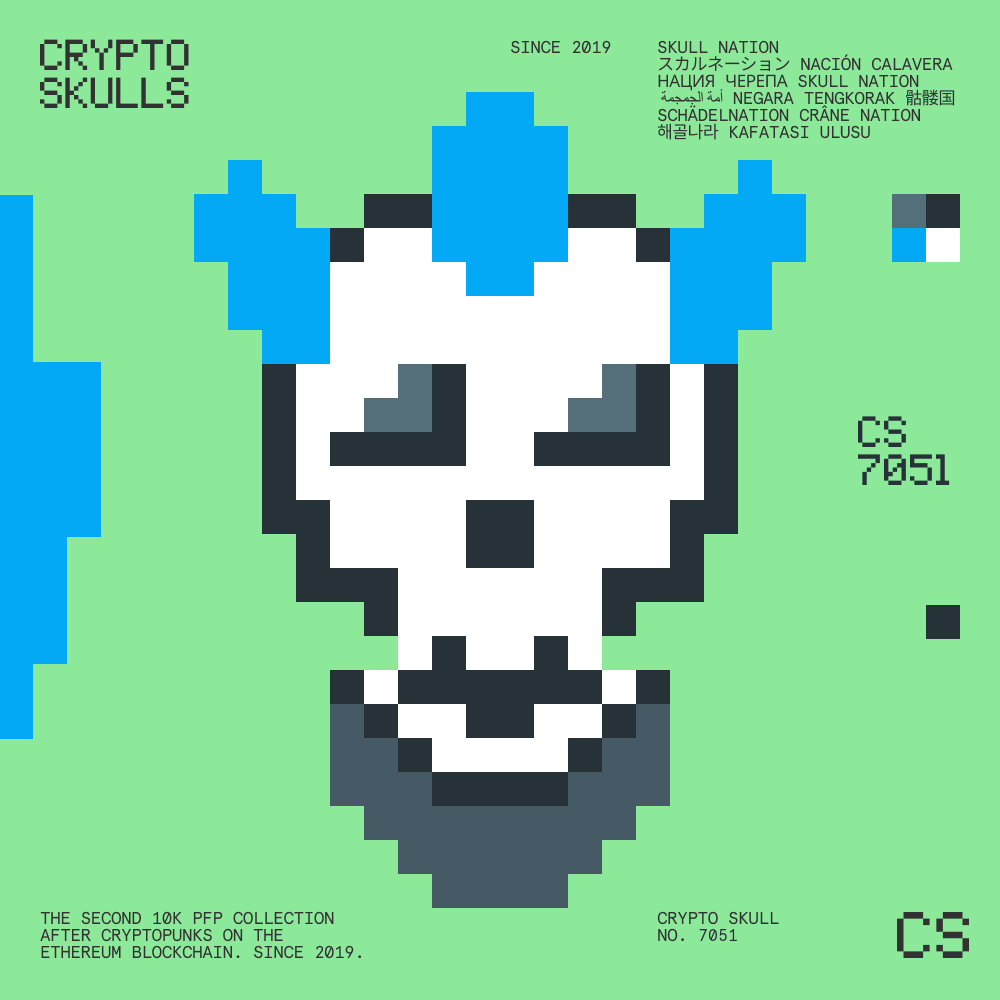 CRYPTO
SKULLS
SINCE 2019
SKULL NATION
スカルネーション NACIÓN CALAVERA
НАЦИЯ ЧЕРЕПА SKULL NATION
أمة الجمجمة NEGARA TENGKORAK 骷髅国
SCHÄDELNATION CRÂNE NATION
해골나라 KAFATASI ULUSU
CS
7051
THE SECOND 10K PFP COLLECTION
AFTER CRYPTOPUNKS ON THE
ETHEREUM BLOCKCHAIN. SINCE 2019.
CRYPTO SKULL
NO. 7051
CS